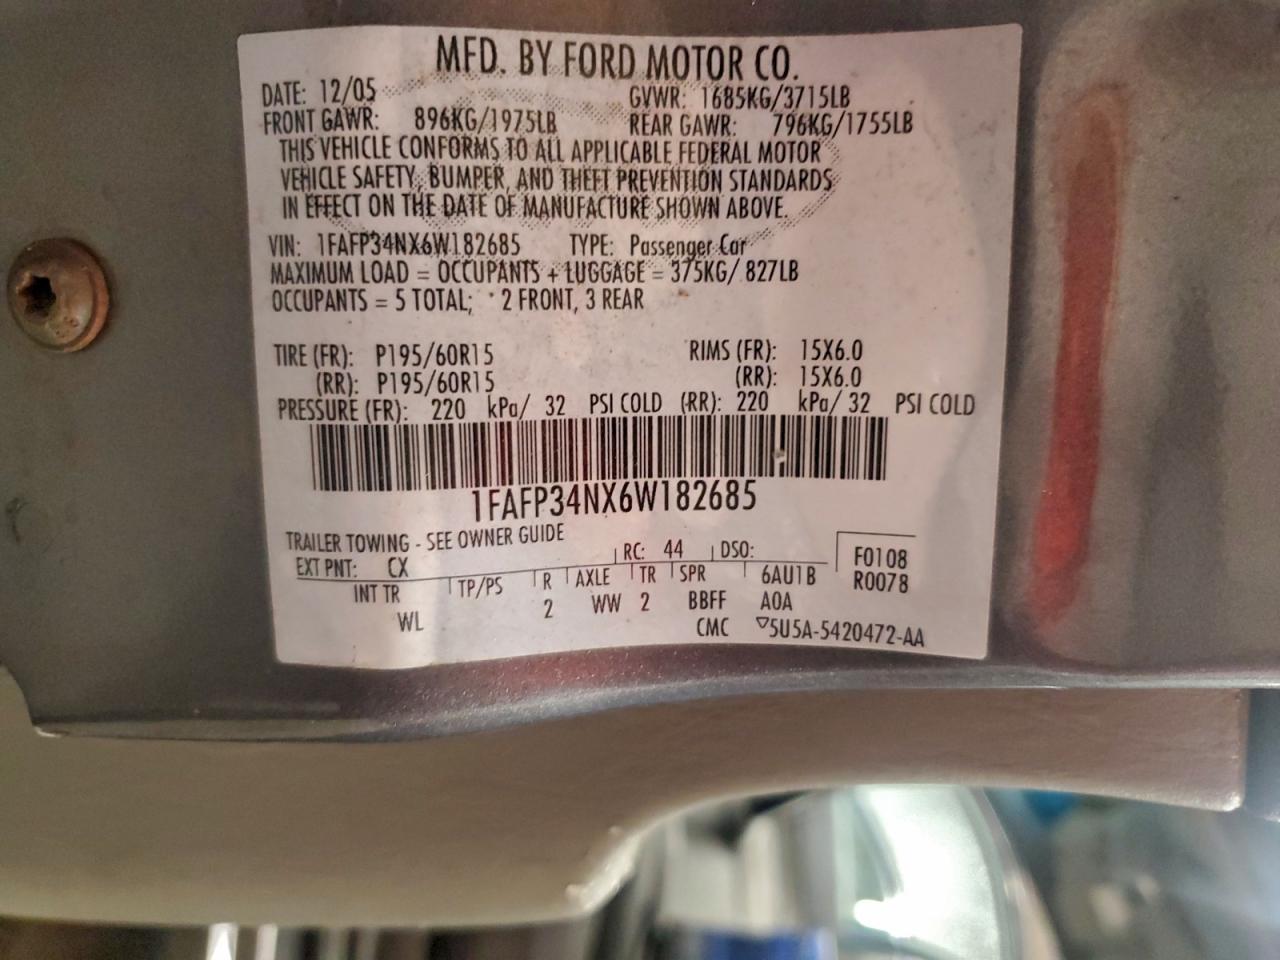 MFD. BY FORD MOTOR CO.
DATE: 12/05 GVWR: 1685KG/3715LB
FRONT GAWR: 896KG/1975LB REAR GAWR: 796KG/1755LB
THIS VEHICLE CONFORMS TO ALL APPLICABLE FEDERAL MOTOR
VEHICLE SAFETY, BUMPER, AND THEFT PREVENTION STANDARDS
IN EFFECT ON THE DATE OF MANUFACTURE SHOWN ABOVE.
VIN: 1FAFP34NX6W182685 TYPE: Passenger Car
MAXIMUM LOAD = OCCUPANTS + LUGGAGE = 375KG/ 827LB
OCCUPANTS = 5 TOTAL; 2 FRONT, 3 REAR
TIRE (FR): P195/60R15 RIMS (FR): 15X6.0
(RR): P195/60R15 (RR): 15X6.0
PRESSURE (FR): 220 kPa/ 32 PSI COLD (RR): 220 kPa/ 32 PSI COLD
1FAFP34NX6W182685
TRAILER TOWING - SEE OWNER GUIDE
EXT PNT: CX RC: 44 DSO: F0108
INT TR TP/PS R AXLE TR SPR 6AU1B R0078
WL 2 WW 2 BBFF A0A
CMC ▽5U5A-5420472-AA